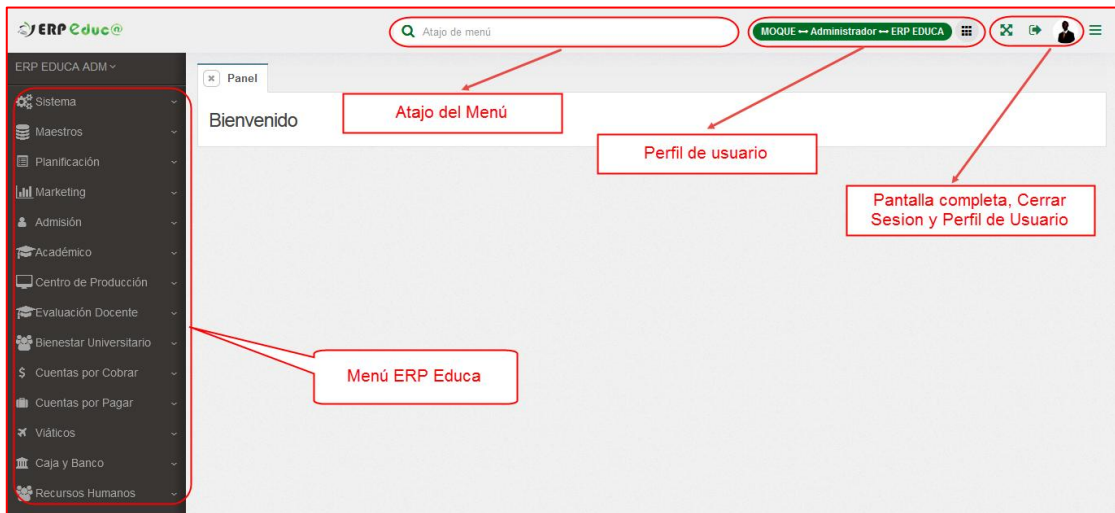 ERP Educ@
Atajo de menú
MOQUE ↔ Administrador ↔ ERP EDUCA
ERP EDUCA ADM
Panel
Bienvenido
Atajo del Menú
Perfil de usuario
Pantalla completa, Cerrar
Sesion y Perfil de Usuario
Sistema
Maestros
Planificación
Marketing
Admisión
Académico
Centro de Producción
Evaluación Docente
Bienestar Universitario
Cuentas por Cobrar
Cuentas por Pagar
Viáticos
Caja y Banco
Recursos Humanos
Menú ERP Educa